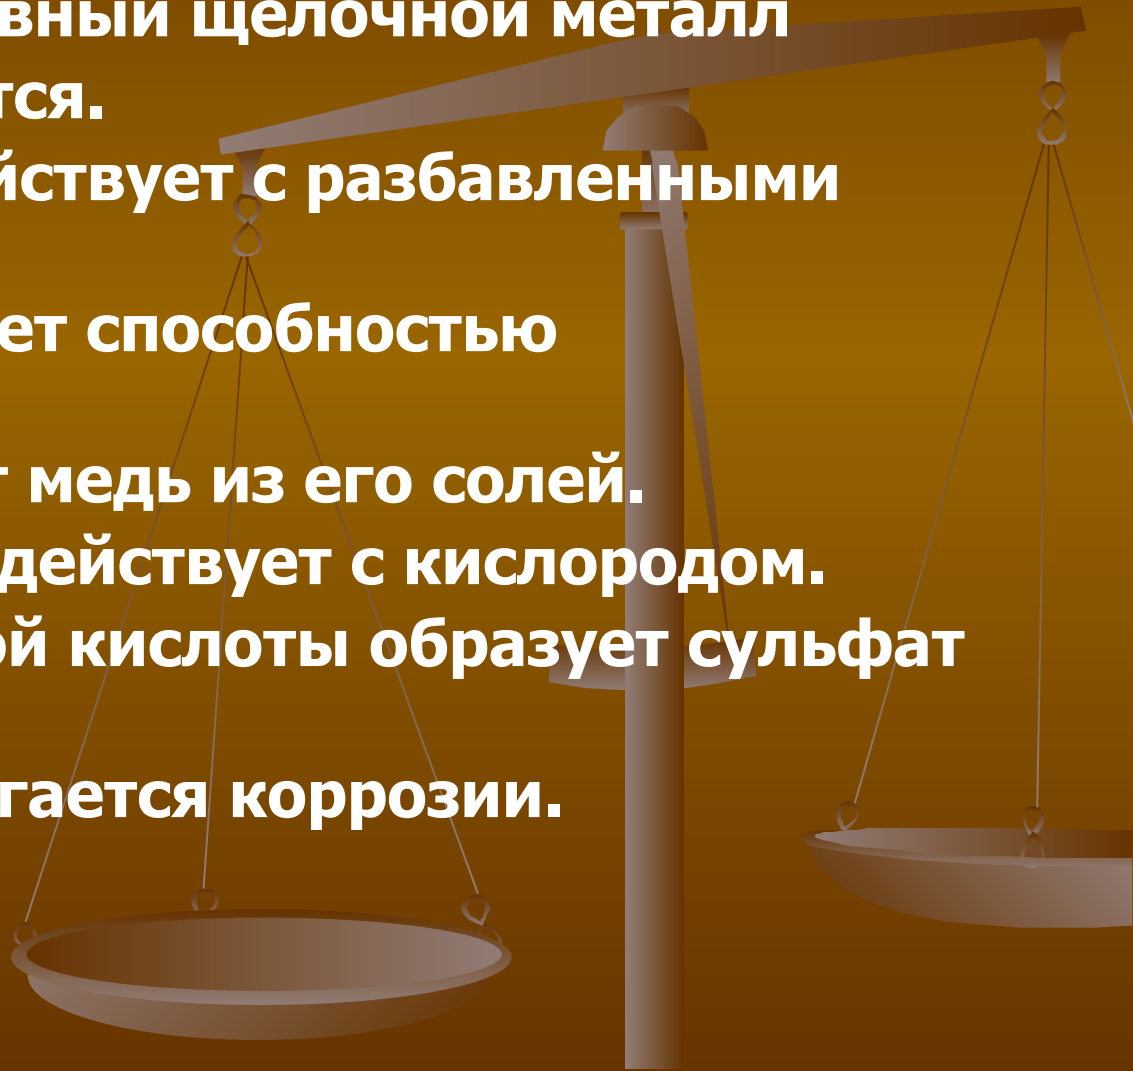 вный щелочной металл
тся.
йствует с разбавленными
ет способностью
т медь из его солей.
действует с кислородом.
ой кислоты образует сульфат
гается коррозии.